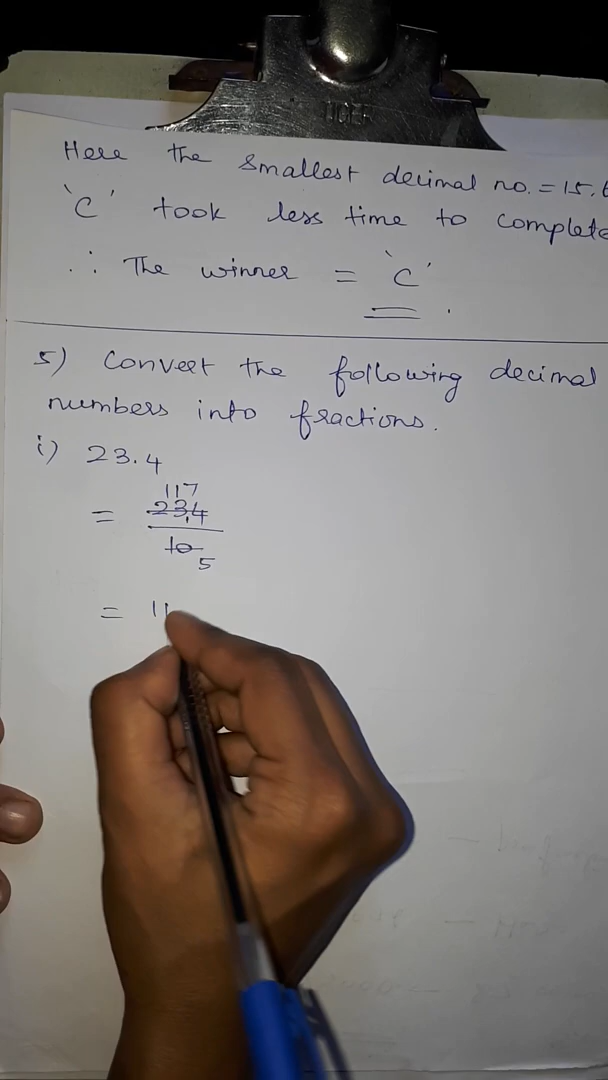 Here the smallest decimal no. = 15.6
'C' took less time to complete
∴ The winner = 'C'.
5) Convert the following decimal
numbers into fractions.
i) 23.4
= 117
234
10
5
= 11